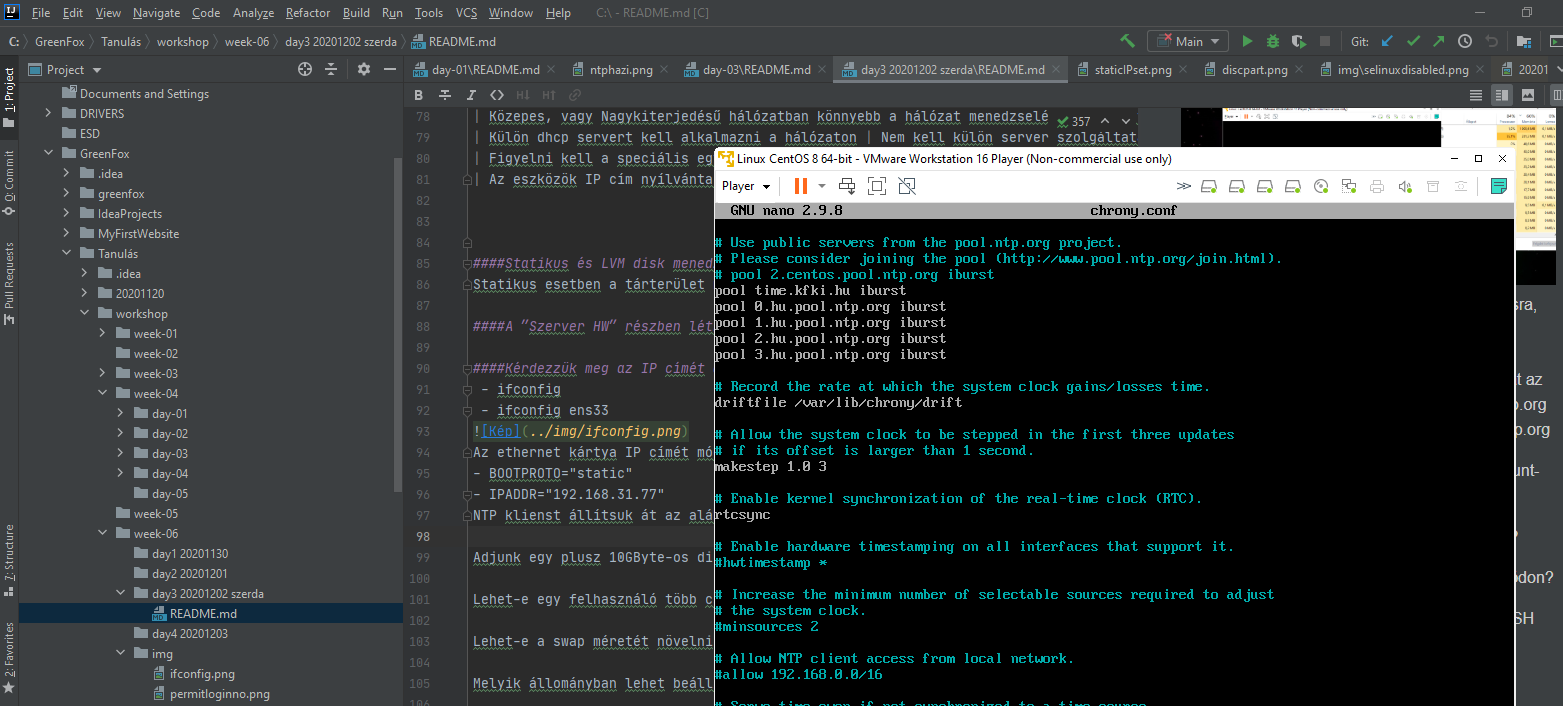 File Edit View Navigate Code Analyze Refactor Build Run Tools VCS Window Help C:\ - README.md [C]
C: GreenFox Tanulás workshop week-06 day3 20201202 szerda README.md Main Git:
Project
day-01\README.md ntphazi.png day-03\README.md day3 20201202 szerda\README.md staticIPset.png discpart.png img\selinuxdisabled.png 20201
1: Project
0: Commit
Pull Requests
7: Structure
2: Favorites
Documents and Settings
DRIVERS
ESD
GreenFox
.idea
greenfox
IdeaProjects
MyFirstWebsite
Tanulás
.idea
20201120
workshop
week-01
week-02
week-03
week-04
day-01
day-02
day-03
day-04
day-05
week-05
week-06
day1 20201130
day2 20201201
day3 20201202 szerda
README.md
day4 20201203
img
ifconfig.png
permitloginno.png
B I H↓ H↑
357
78 | Közepes, vagy Nagykiterjedésű hálózatban könnyebb a hálózat menedzselé
79 | Külön dhcp servert kell alkalmazni a hálózaton | Nem kell külön server szolgáltat
80 | Figyelni kell a speciális eg
81 | Az eszközök IP cím nyilvánta
82
83
84
85 ####Statikus és LVM disk mened
86 Statikus esetben a tárterület
87
88 ####A ”Szerver HW” részben lét
89
90 ####Kérdezzük meg az IP címét
91 - ifconfig
92 - ifconfig ens33
93 ![Kép](../img/ifconfig.png)
94 Az ethernet kártya IP címét mó
95 - BOOTPROTO="static"
96 - IPADDR="192.168.31.77"
97 NTP klienst állítsuk át az alá
98
99 Adjunk egy plusz 10GByte-os di
100
101 Lehet-e egy felhasználó több c
102
103 Lehet-e a swap méretét növelni
104
105 Melyik állományban lehet beáll
106
Linux CentOS 8 64-bit - VMware Workstation 16 Player (Non-commercial use only)
Player
GNU nano 2.9.8 chrony.conf
# Use public servers from the pool.ntp.org project.
# Please consider joining the pool (http://www.pool.ntp.org/join.html).
# pool 2.centos.pool.ntp.org iburst
pool time.kfki.hu iburst
pool 0.hu.pool.ntp.org iburst
pool 1.hu.pool.ntp.org iburst
pool 2.hu.pool.ntp.org iburst
pool 3.hu.pool.ntp.org iburst
# Record the rate at which the system clock gains/losses time.
driftfile /var/lib/chrony/drift
# Allow the system clock to be stepped in the first three updates
# if its offset is larger than 1 second.
makestep 1.0 3
# Enable kernel synchronization of the real-time clock (RTC).
rtcsync
# Enable hardware timestamping on all interfaces that support it.
#hwtimestamp *
# Increase the minimum number of selectable sources required to adjust
# the system clock.
#minsources 2
# Allow NTP client access from local network.
#allow 192.168.0.0/16
# Serve time even if not synchronized to a time source.
sra,
t az
p.org
p.org
unt-
odon?
SH